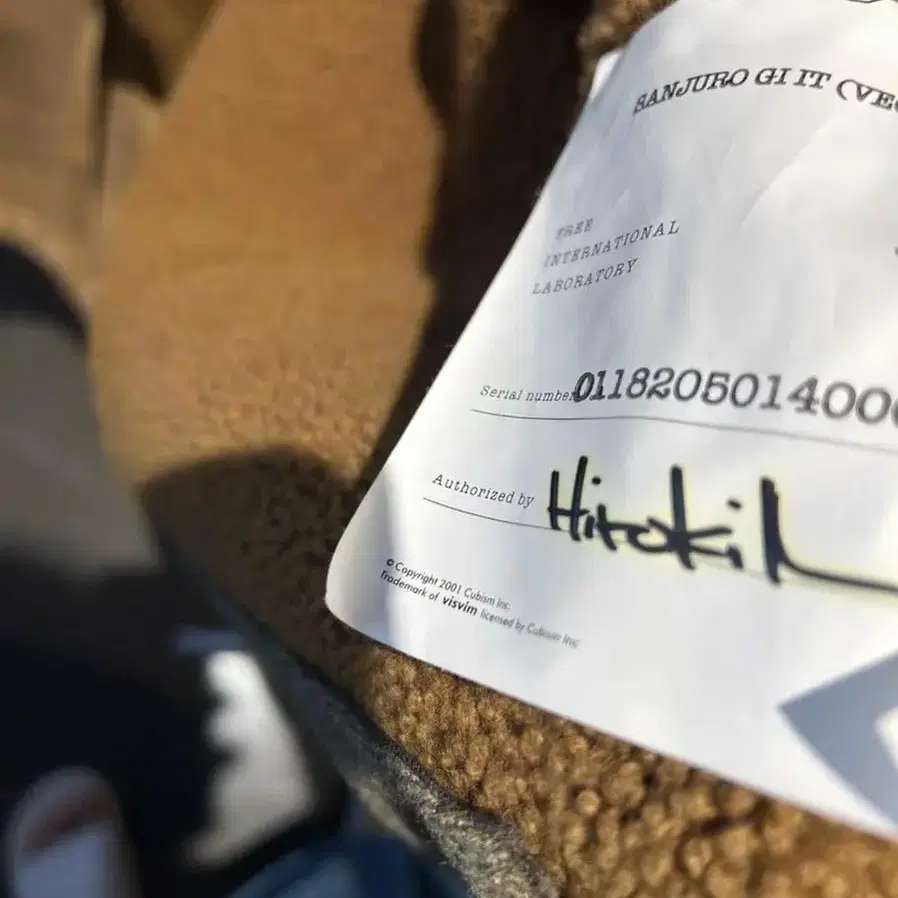 SANJURO GI IT (VE
FREE
INTERNATIONAL
LABORATORY
Serial number 01182050140
Authorized by Hiroki
© Copyright 2001 Cubism Inc.
Trademark of visvim licensed by Cubism Inc.